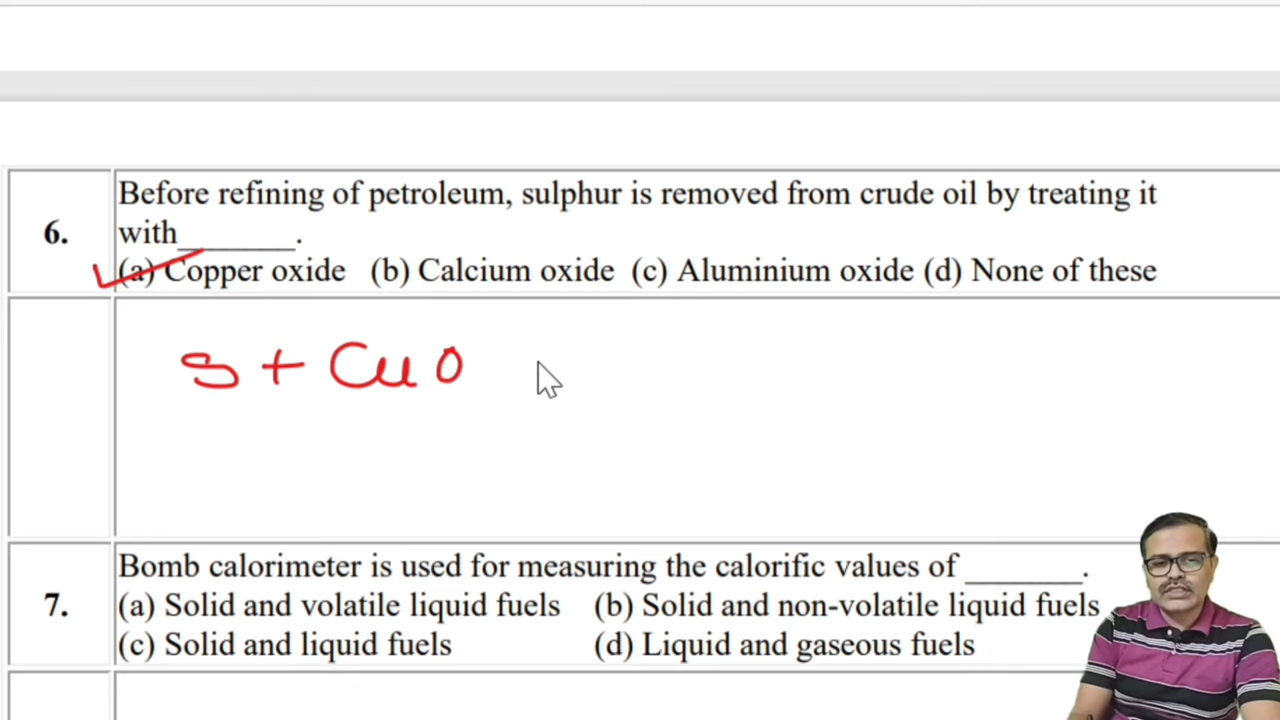 6.
Before refining of petroleum, sulphur is removed from crude oil by treating it
with_______.
(a) Copper oxide (b) Calcium oxide (c) Aluminium oxide (d) None of these
S + CuO
7.
Bomb calorimeter is used for measuring the calorific values of _______.
(a) Solid and volatile liquid fuels (b) Solid and non-volatile liquid fuels
(c) Solid and liquid fuels (d) Liquid and gaseous fuels